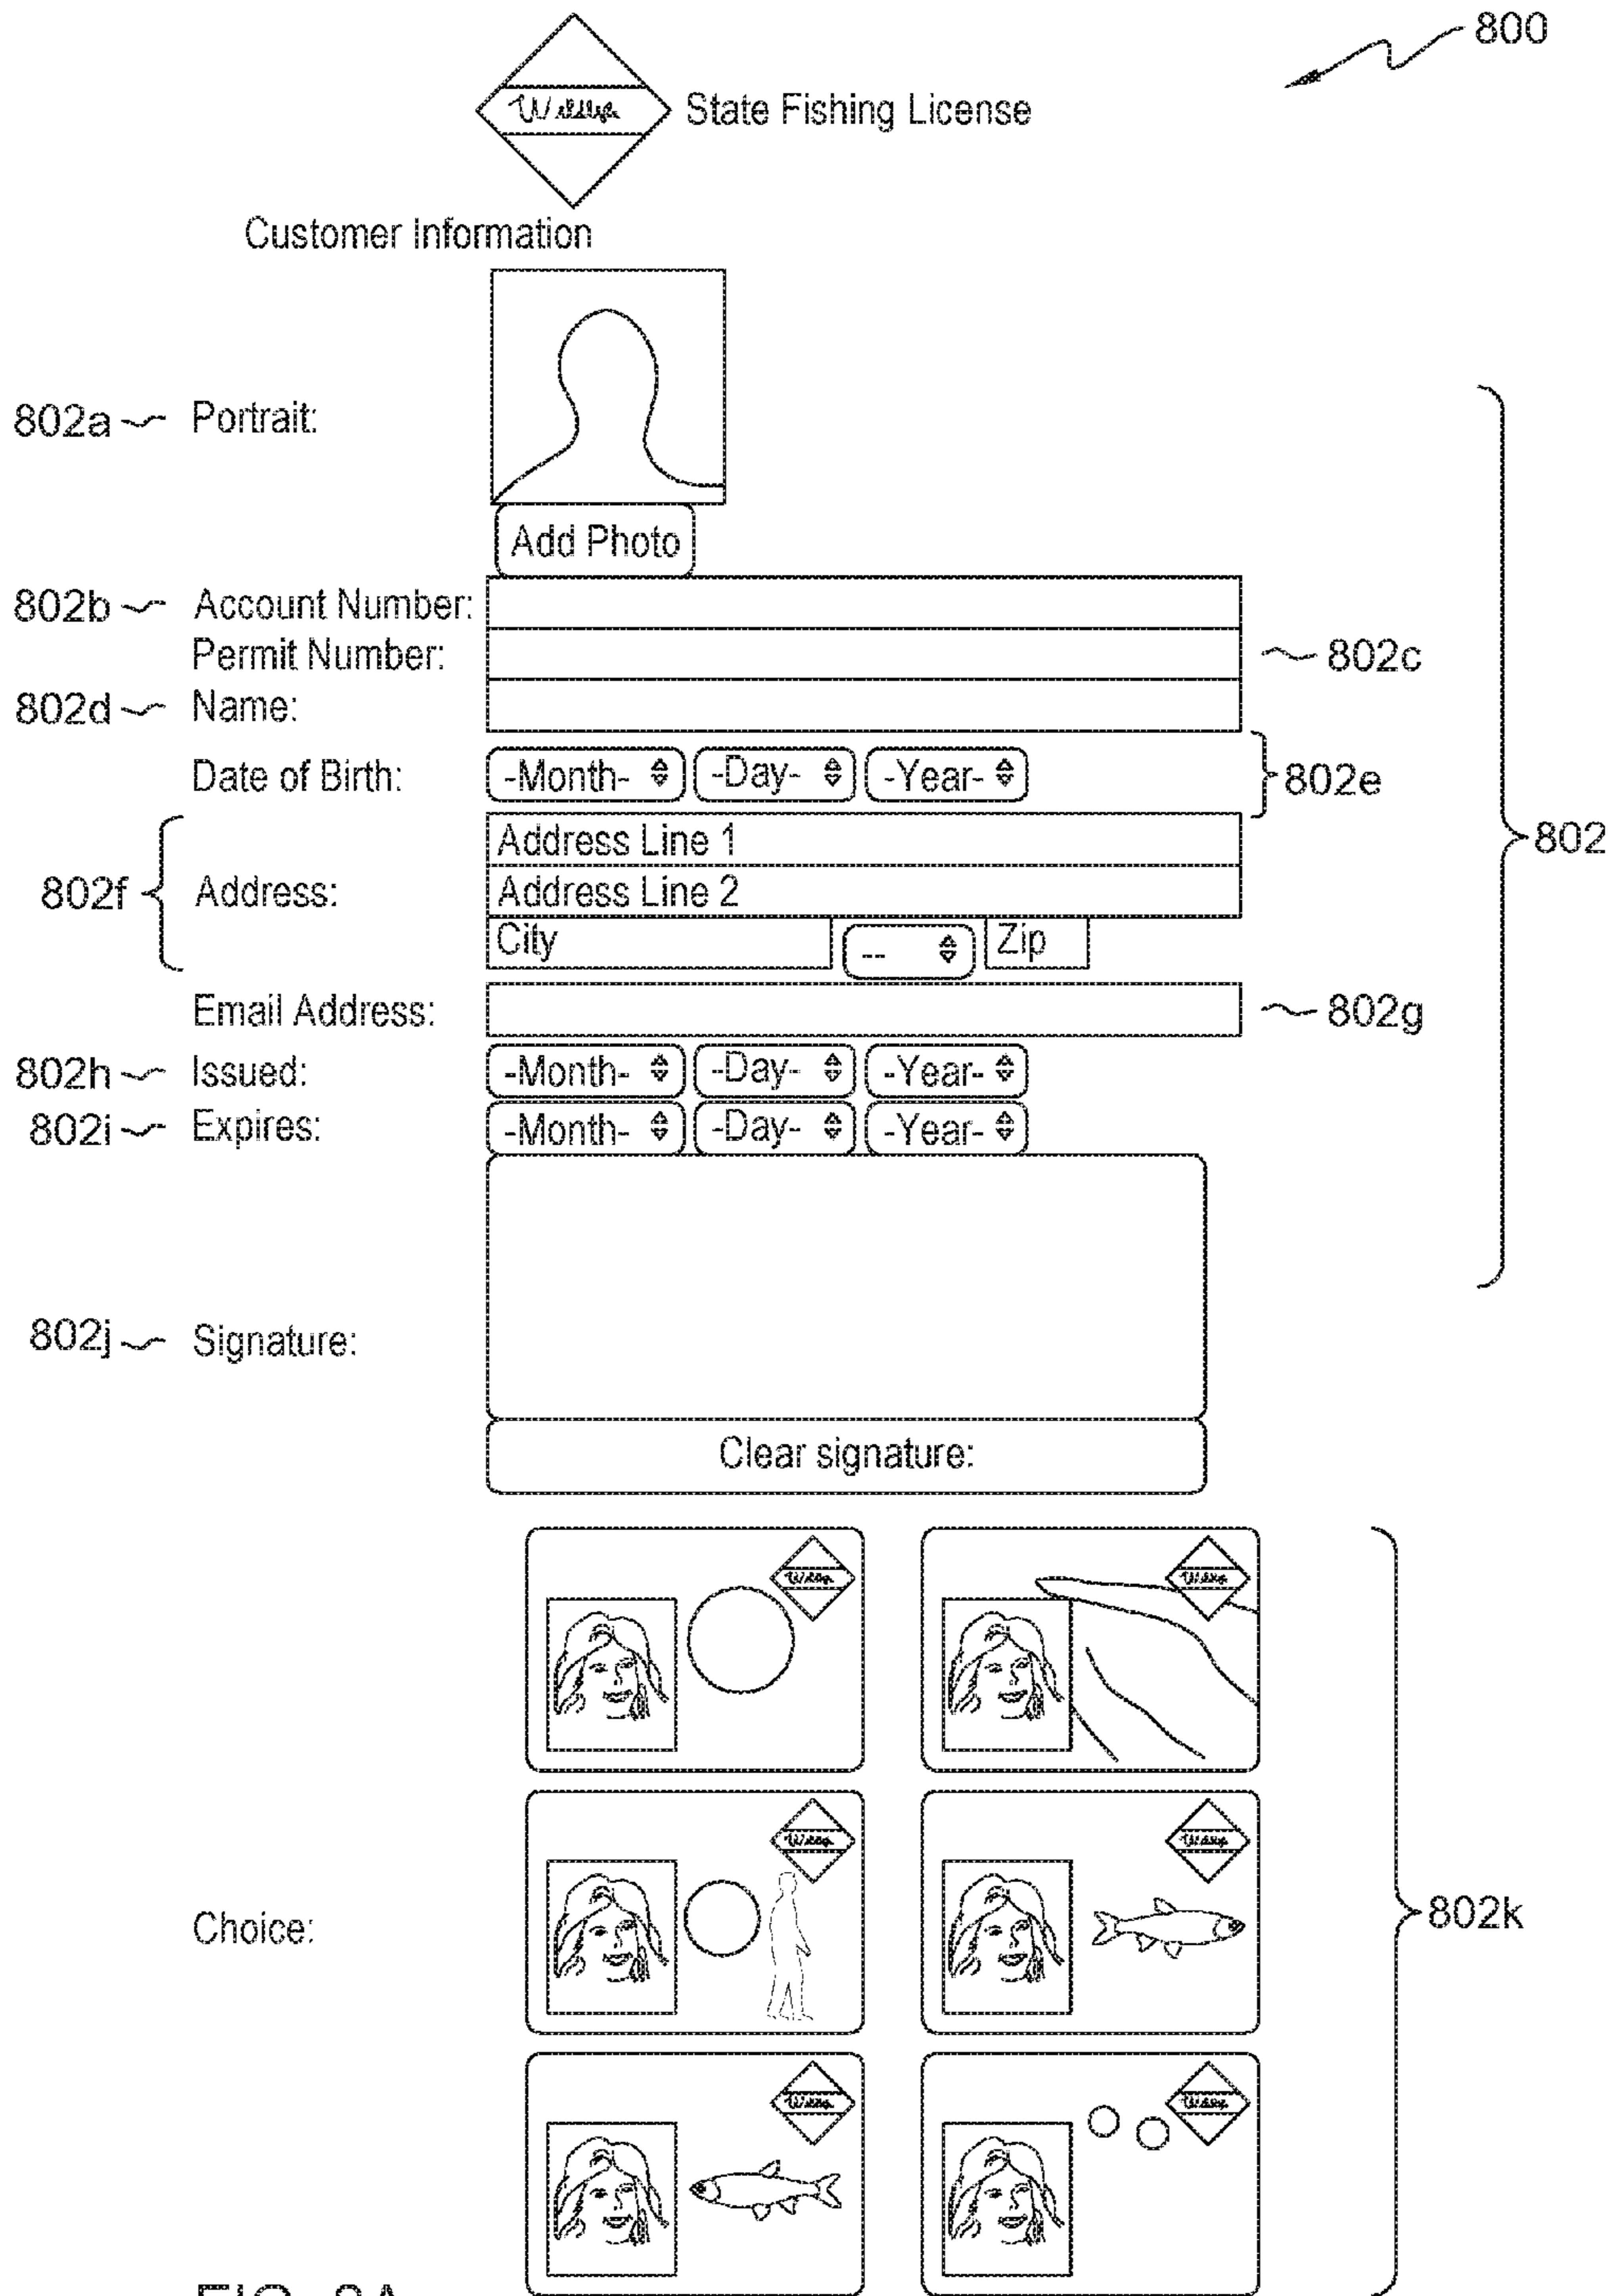 800
State Fishing License
Customer Information
802a Portrait:
Add Photo
802b Account Number:
Permit Number: 802c
802d Name:
Date of Birth: -Month- -Day- -Year- 802e
802
Address Line 1
802f Address: Address Line 2
City -- Zip
Email Address: 802g
802h Issued: -Month- -Day- -Year-
802i Expires: -Month- -Day- -Year-
802j Signature:
Clear signature:
Choice: 802k